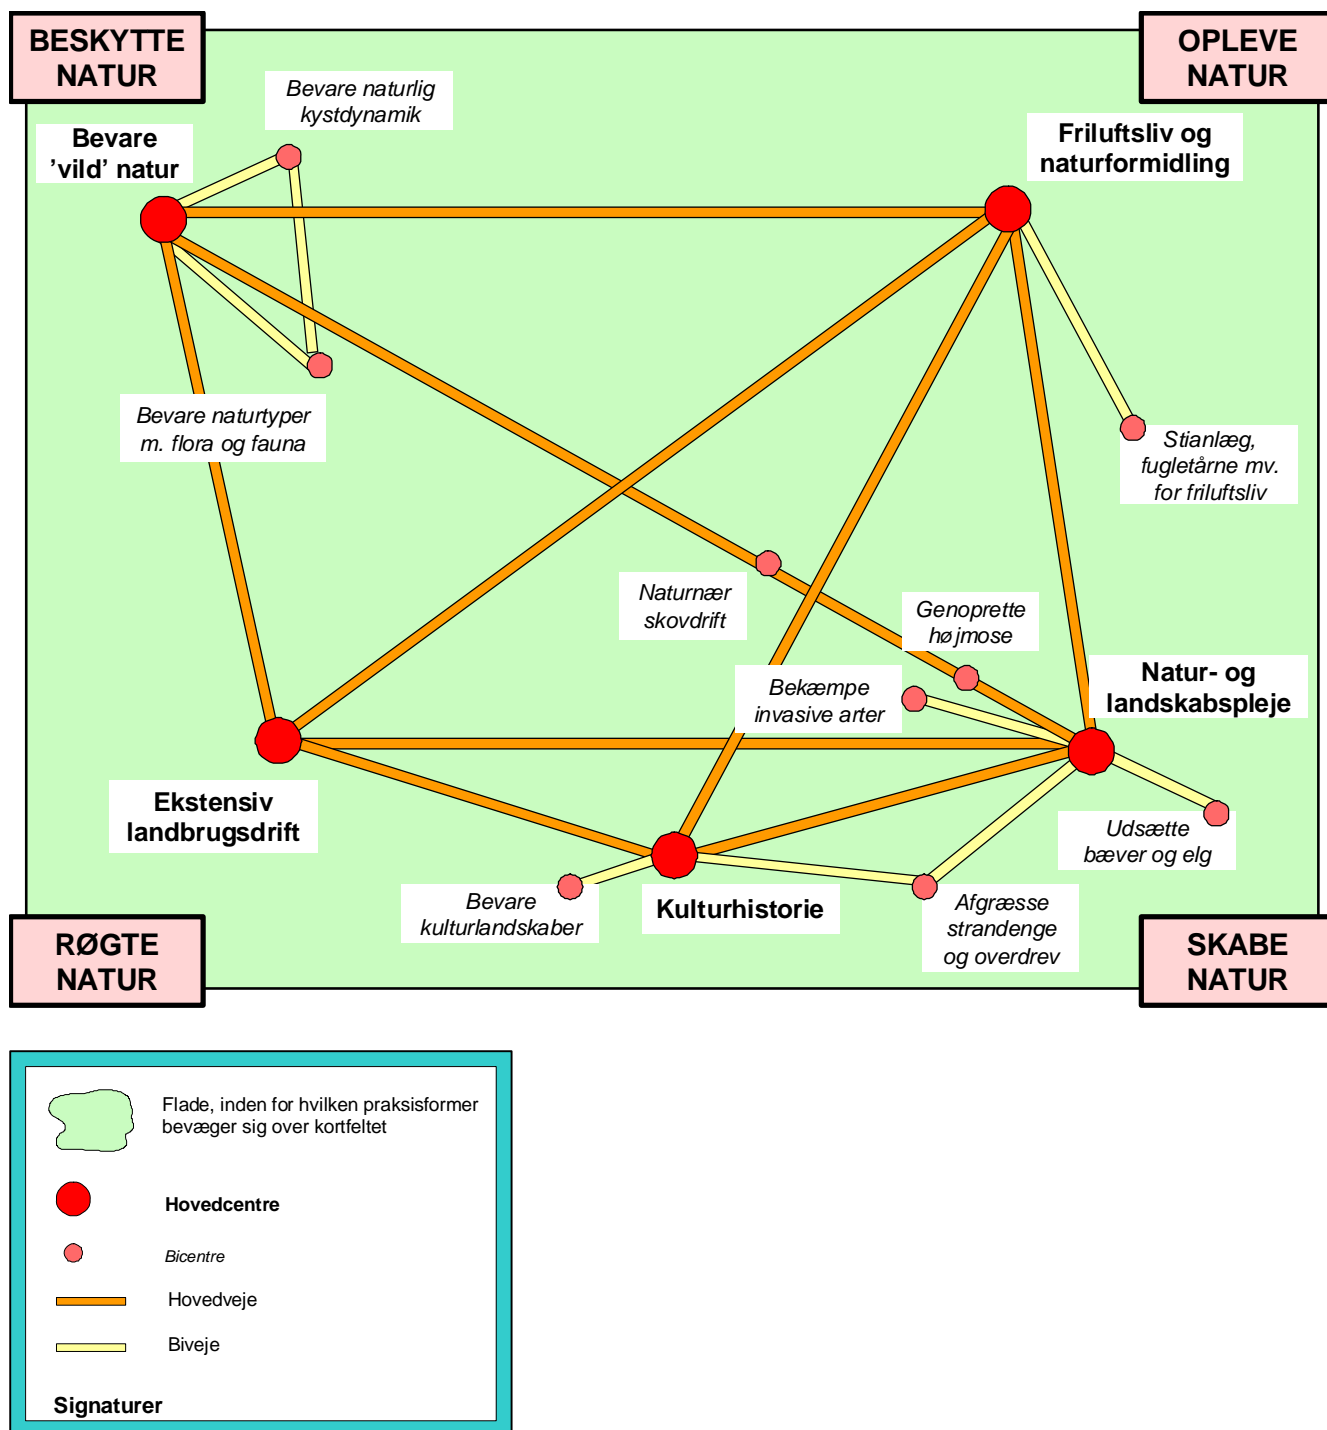 BESKYTTE
NATUR
OPLEVE
NATUR
Bevare naturlig
kystdynamik
Bevare
’vild’ natur
Friluftsliv og
naturformidling
Bevare naturtyper
m. flora og fauna
Stianlæg,
fugletårne mv.
for friluftsliv
Naturnær
skovdrift
Genoprette
højmose
Bekæmpe
invasive arter
Natur- og
landskabspleje
Ekstensiv
landbrugsdrift
Udsætte
bæver og elg
Bevare
kulturlandskaber
Kulturhistorie
Afgræsse
strandenge
og overdrev
RØGTE
NATUR
SKABE
NATUR
Flade, inden for hvilken praksisformer
bevæger sig over kortfeltet
Hovedcentre
Bicentre
Hovedveje
Biveje
Signaturer